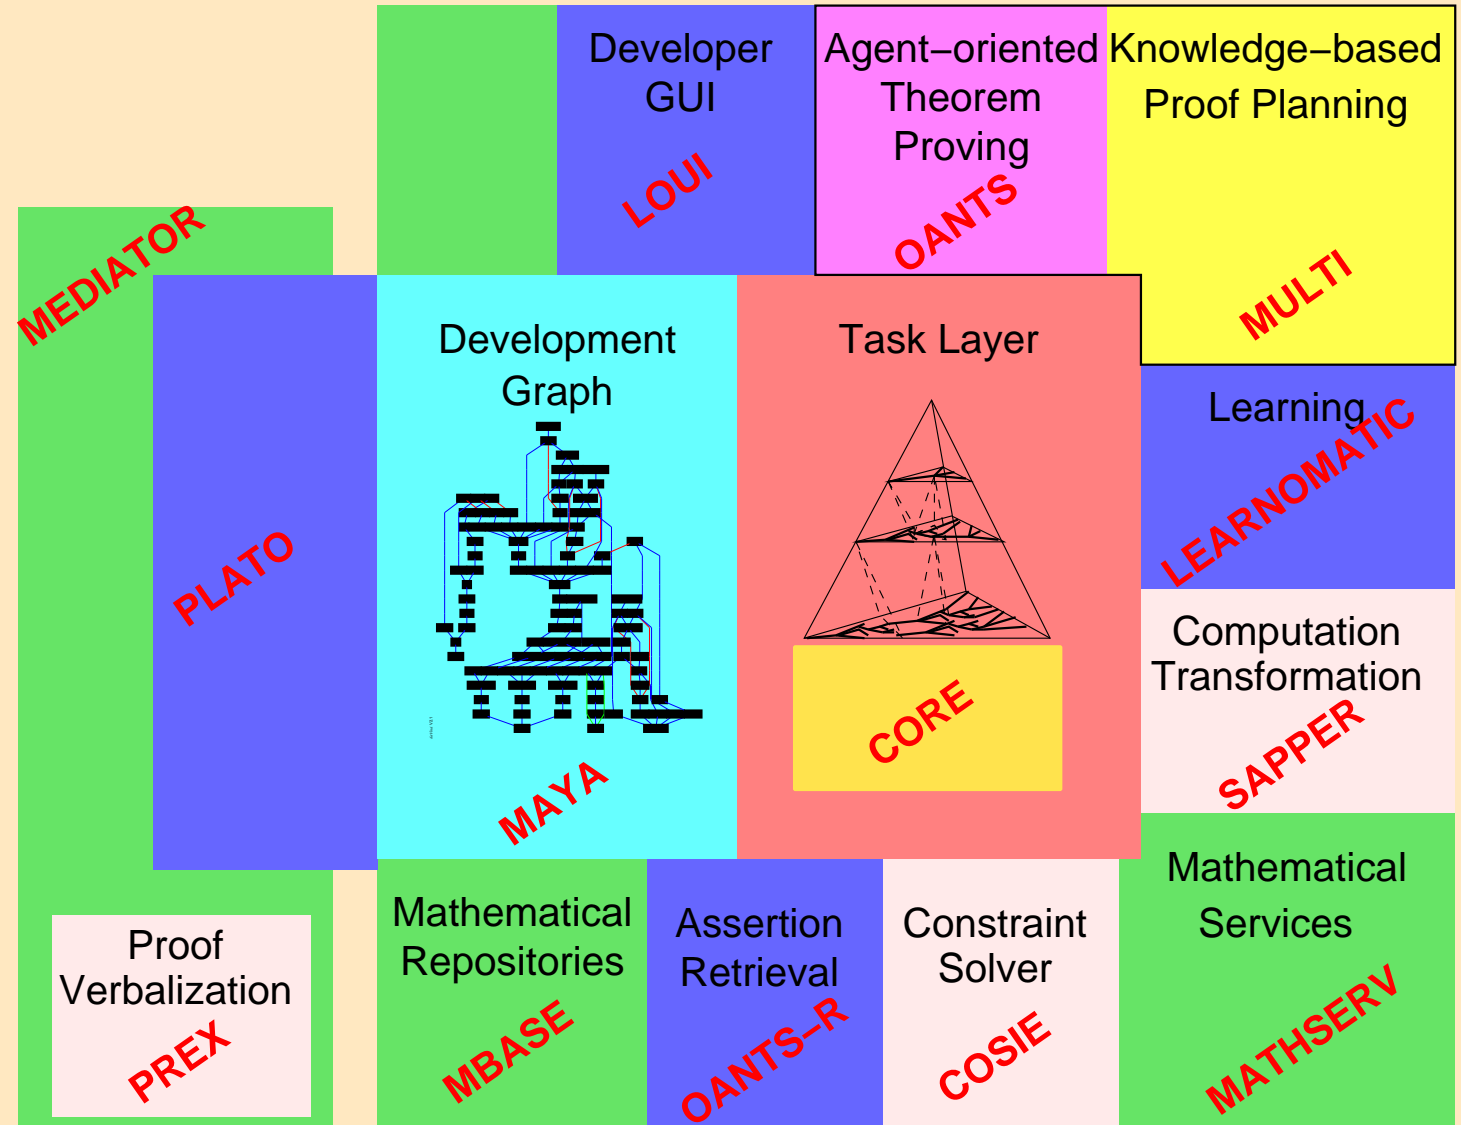 Developer
GUI
LOUI
Agent–oriented
Theorem
Proving
OANTS
Knowledge–based
Proof Planning
MULTI
MEDIATOR
PLATO
Development
Graph
MAYA
Task Layer
CORE
Learning
LEARNOMATIC
Computation
Transformation
SAPPER
Proof
Verbalization
PREX
Mathematical
Repositories
MBASE
Assertion
Retrieval
OANTS–R
Constraint
Solver
COSIE
Mathematical
Services
MATHSERV